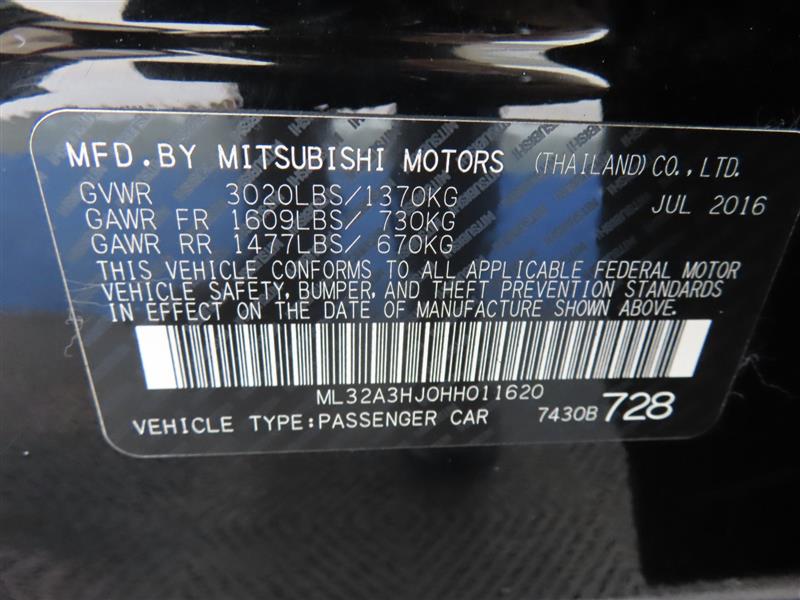 MFD.BY MITSUBISHI MOTORS (THAILAND)CO.,LTD.
GVWR 3020LBS/1370KG JUL 2016
GAWR FR 1609LBS/ 730KG
GAWR RR 1477LBS/ 670KG
THIS VEHICLE CONFORMS TO ALL APPLICABLE FEDERAL MOTOR
VEHICLE SAFETY, BUMPER, AND THEFT PREVENTION STANDARDS
IN EFFECT ON THE DATE OF MANUFACTURE SHOWN ABOVE.
ML32A3HJ0HH011620
VEHICLE TYPE:PASSENGER CAR 7430B 728